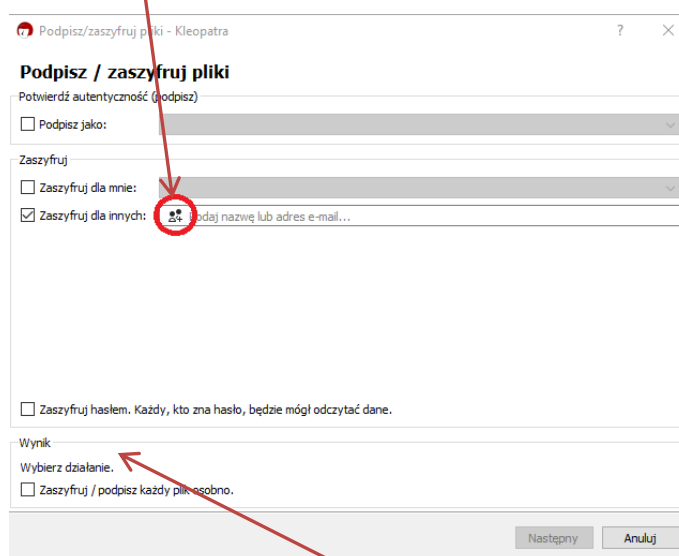 Podpisz/zaszyfruj pliki - Kleopatra
Podpisz / zaszyfruj pliki
Potwierdź autentyczność (podpisz)
Podpisz jako:
Zaszyfruj
Zaszyfruj dla mnie:
Zaszyfruj dla innych: Podaj nazwę lub adres e-mail...
Zaszyfruj hasłem. Każdy, kto zna hasło, będzie mógł odczytać dane.
Wynik
Wybierz działanie.
Zaszyfruj / podpisz każdy plik osobno.
Następny Anuluj